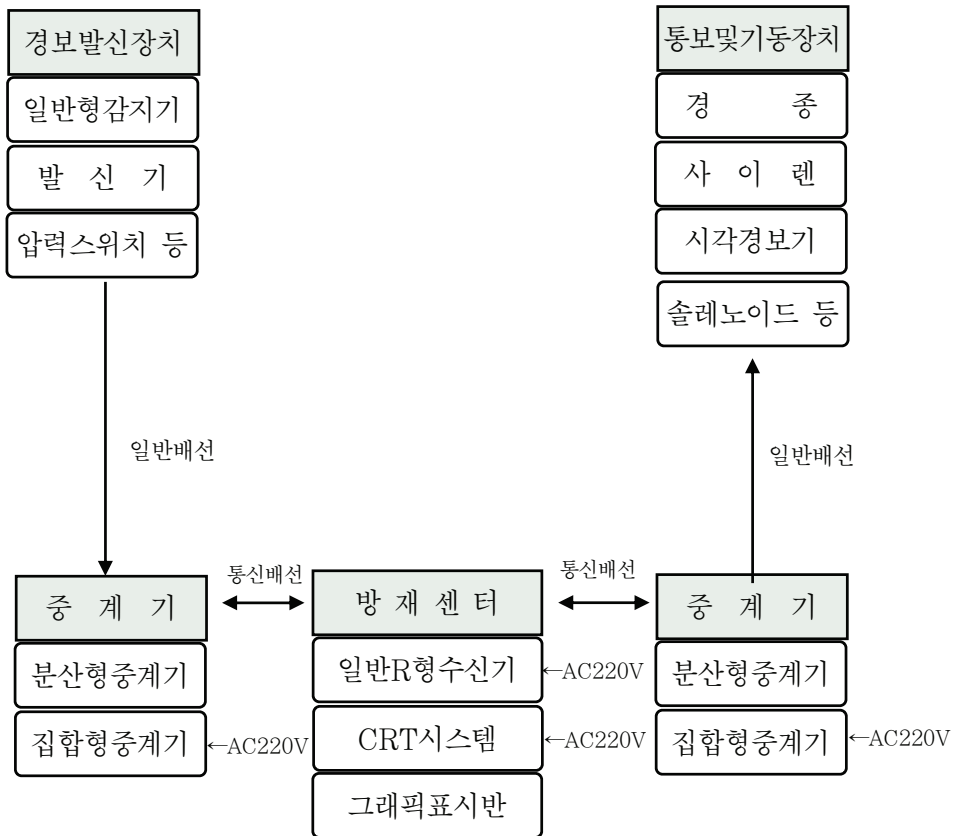 경보발신장치
일반형감지기
발 신 기
압력스위치 등
통보및기동장치
경 종
사 이 렌
시각경보기
솔레노이드 등
일반배선
일반배선
중 계 기
분산형중계기
집합형중계기
←AC220V
통신배선
방 재 센 터
일반R형수신기
←AC220V
CRT시스템
←AC220V
그래픽표시반
통신배선
중 계 기
분산형중계기
집합형중계기
←AC220V